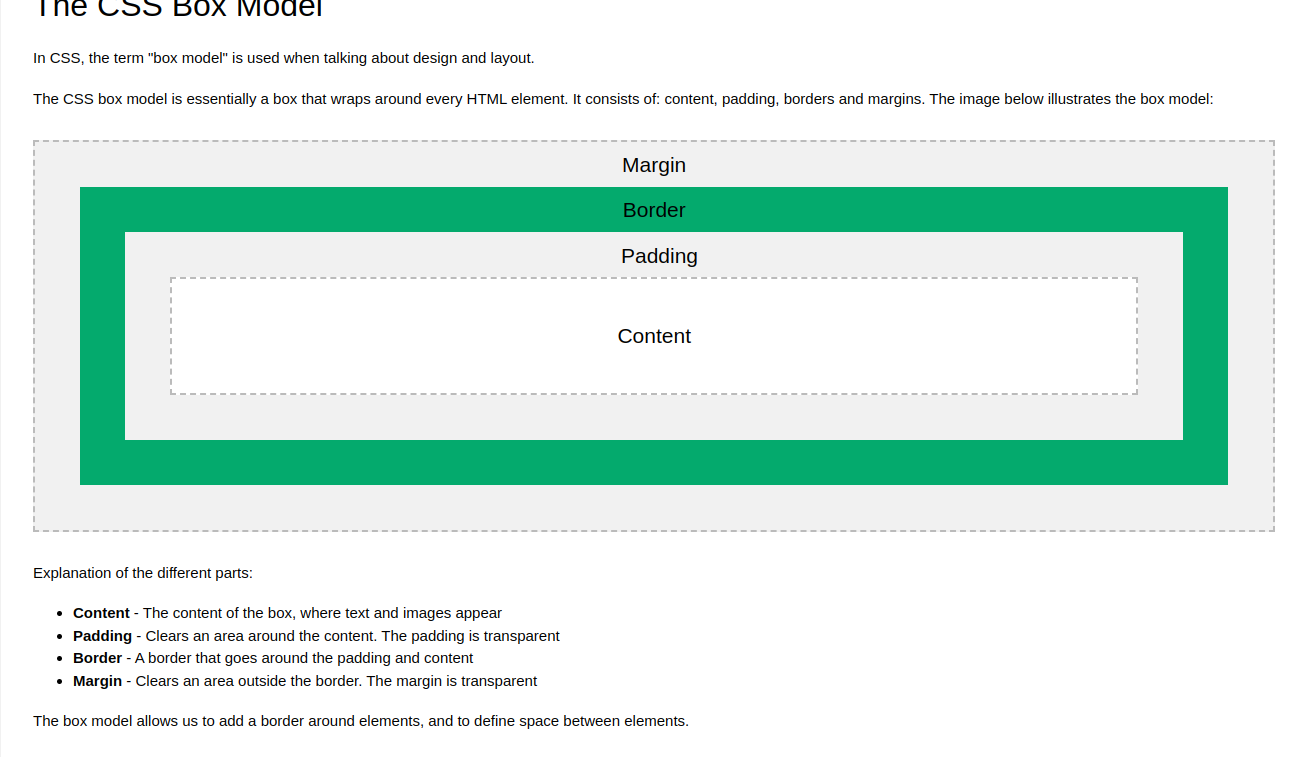 The CSS Box Model
In CSS, the term "box model" is used when talking about design and layout.
The CSS box model is essentially a box that wraps around every HTML element. It consists of: content, padding, borders and margins. The image below illustrates the box model:
Margin
Border
Padding
Content
Explanation of the different parts:
Content - The content of the box, where text and images appear
Padding - Clears an area around the content. The padding is transparent
Border - A border that goes around the padding and content
Margin - Clears an area outside the border. The margin is transparent
The box model allows us to add a border around elements, and to define space between elements.